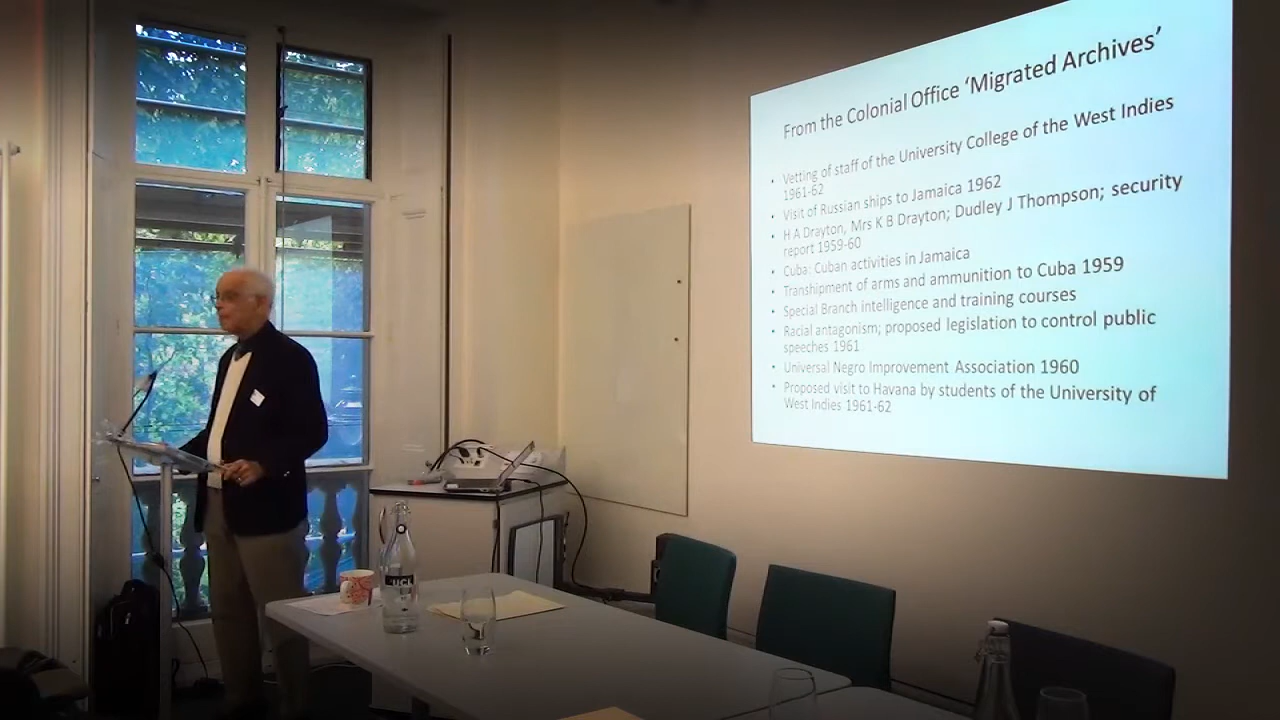 From the Colonial Office ‘Migrated Archives’
• Vetting of staff of the University College of the West Indies
1961-62
• Visit of Russian ships to Jamaica 1962
• H A Drayton, Mrs K B Drayton; Dudley J Thompson; security
report 1959-60
• Cuba: Cuban activities in Jamaica
• Transhipment of arms and ammunition to Cuba 1959
• Special Branch intelligence and training courses
• Racial antagonism; proposed legislation to control public
speeches 1961
• Universal Negro Improvement Association 1960
• Proposed visit to Havana by students of the University of
West Indies 1961-62
UCL